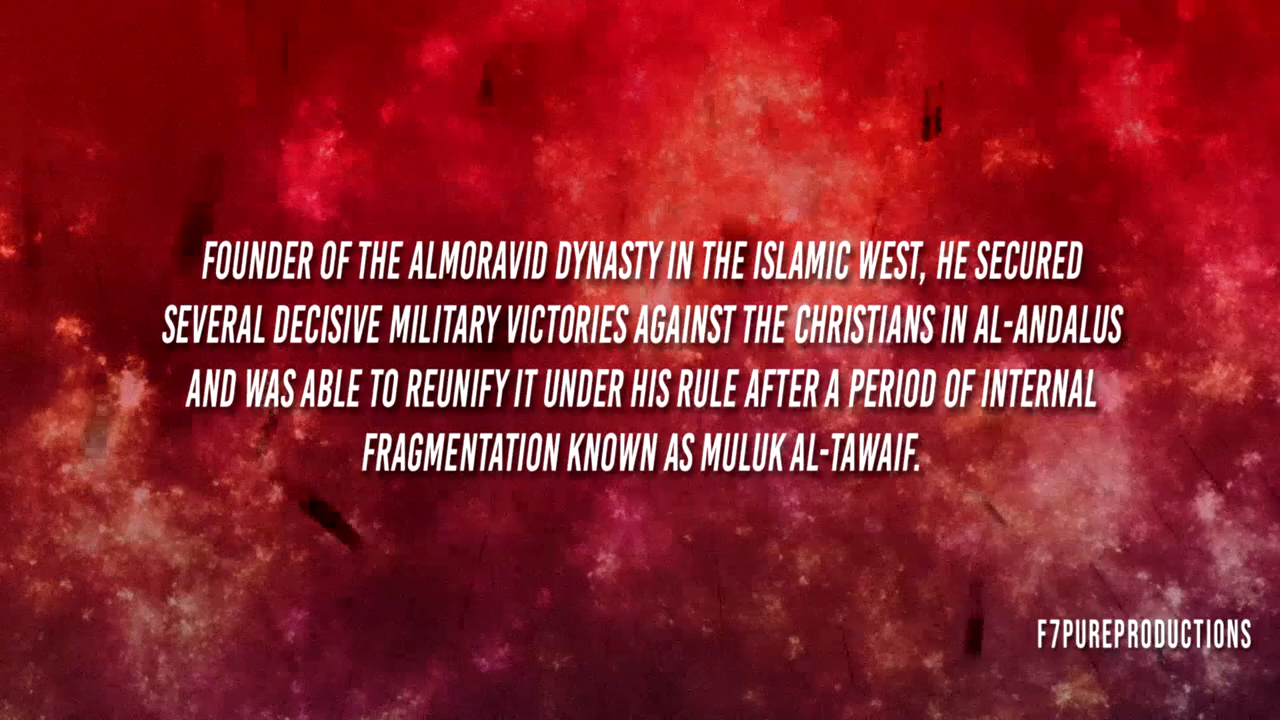 FOUNDER OF THE ALMORAVID DYNASTY IN THE ISLAMIC WEST, HE SECURED
SEVERAL DECISIVE MILITARY VICTORIES AGAINST THE CHRISTIANS IN AL-ANDALUS
AND WAS ABLE TO REUNIFY IT UNDER HIS RULE AFTER A PERIOD OF INTERNAL
FRAGMENTATION KNOWN AS MULUK AL-TAWAIF.
F7PUREPRODUCTIONS